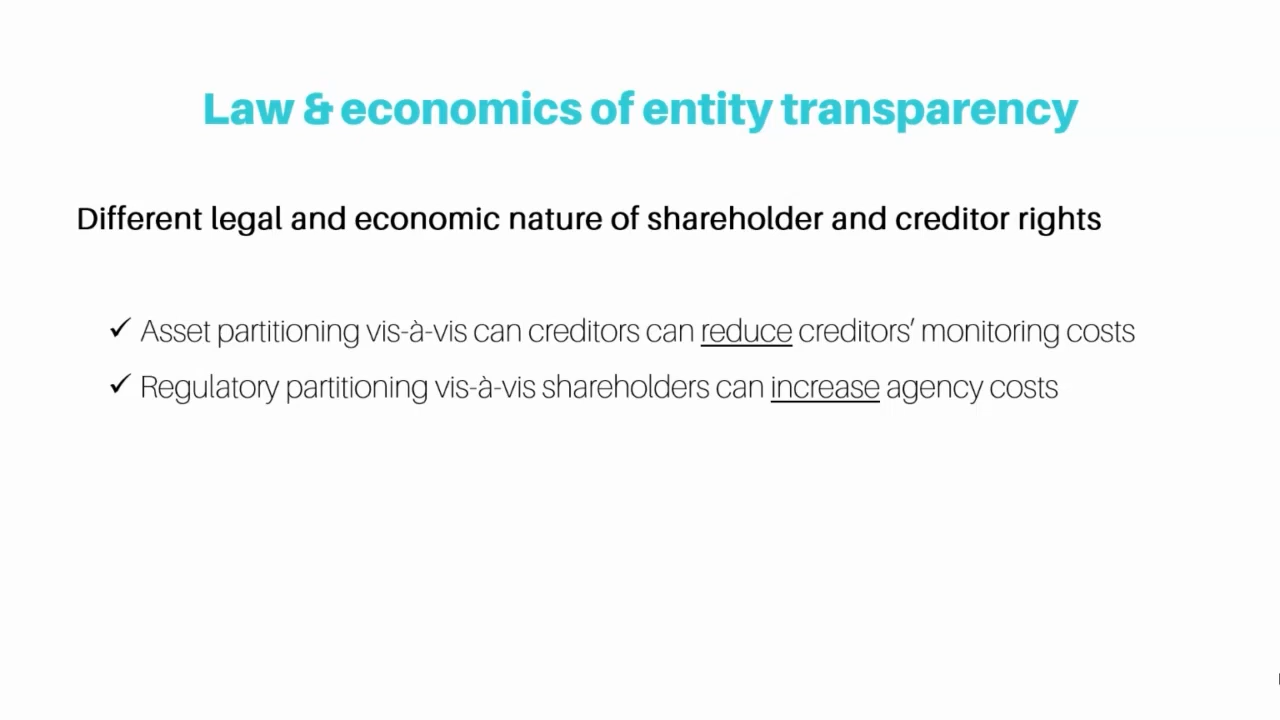 Law & economics of entity transparency
Different legal and economic nature of shareholder and creditor rights
✓ Asset partitioning vis-à-vis can creditors can reduce creditors’ monitoring costs
✓ Regulatory partitioning vis-à-vis shareholders can increase agency costs